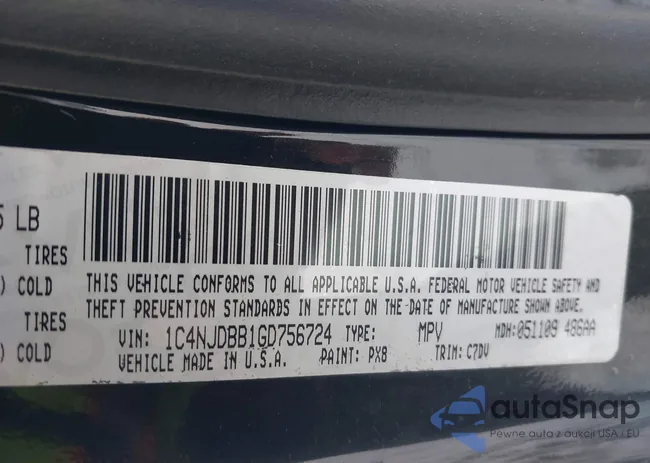 5 LB
TIRES
) COLD
THIS VEHICLE CONFORMS TO ALL APPLICABLE U.S.A. FEDERAL MOTOR VEHICLE SAFETY AND
TIRES
THEFT PREVENTION STANDARDS IN EFFECT ON THE DATE OF MANUFACTURE SHOWN ABOVE.
) COLD
VIN: 1C4NJDBB1GD756724 TYPE: MPV MDH: 051109 486AA
VEHICLE MADE IN U.S.A. PAINT: PX8 TRIM: C7DV
autaSnap
Pewne auta z aukcji USA i EU